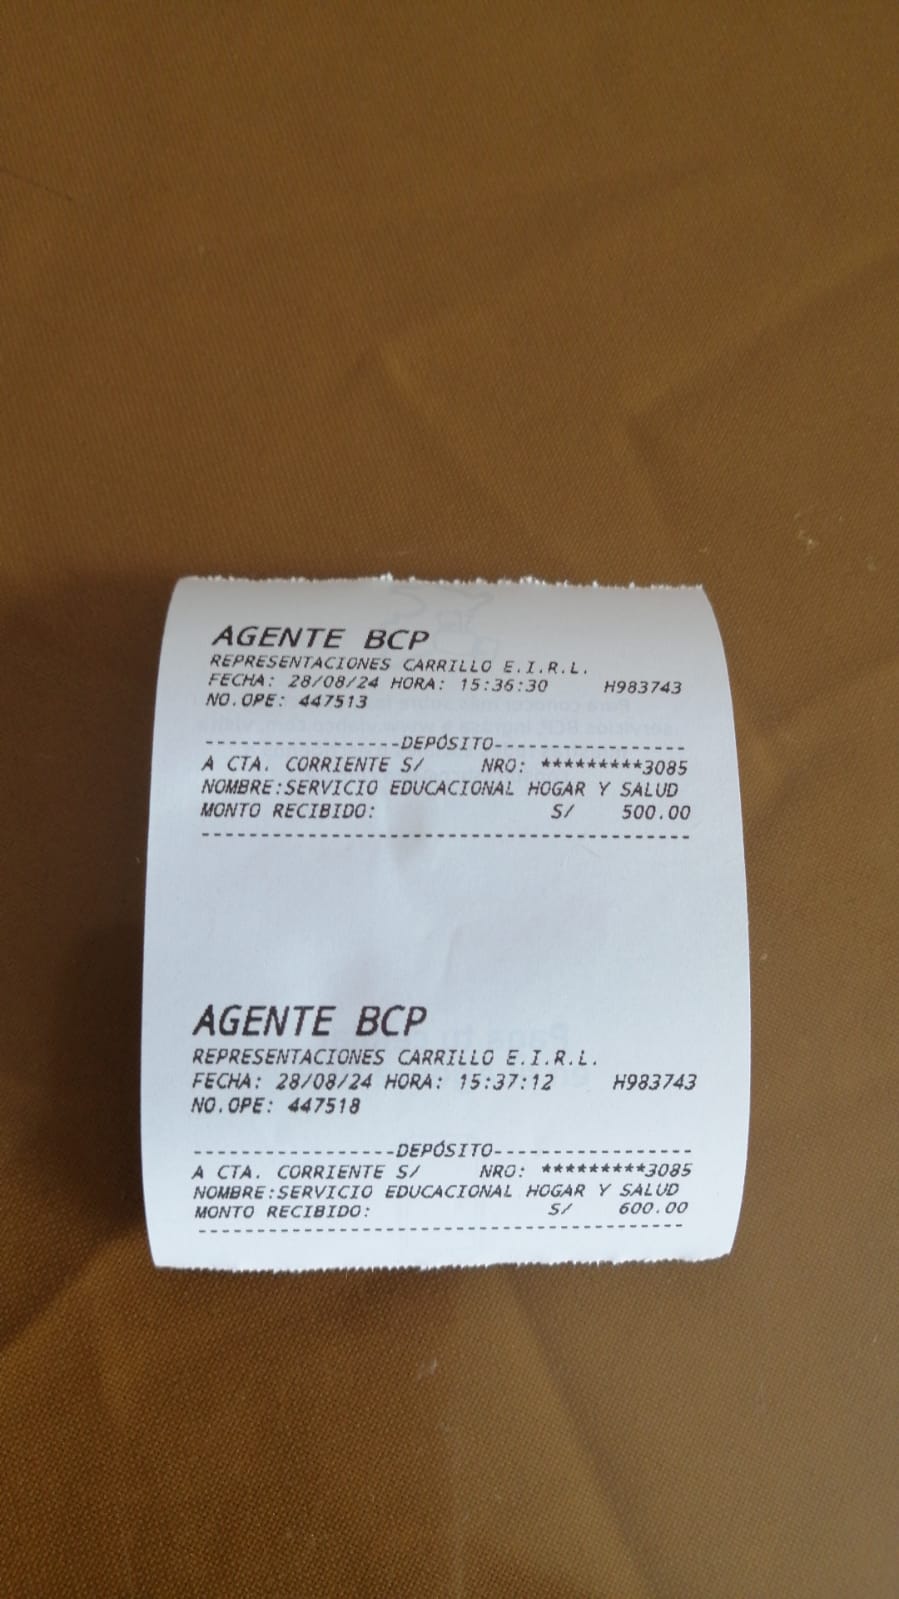 AGENTE BCP
REPRESENTACIONES CARRILLO E.I.R.L.
FECHA: 28/08/24 HORA: 15:36:30 H983743
NO.OPE: 447513
-----------------DEPÓSITO-----------------
A CTA. CORRIENTE S/ NRO: *********3085
NOMBRE:SERVICIO EDUCACIONAL HOGAR Y SALUD
MONTO RECIBIDO: S/ 500.00
------------------------------------------
AGENTE BCP
REPRESENTACIONES CARRILLO E.I.R.L.
FECHA: 28/08/24 HORA: 15:37:12 H983743
NO.OPE: 447518
-----------------DEPÓSITO-----------------
A CTA. CORRIENTE S/ NRO: *********3085
NOMBRE:SERVICIO EDUCACIONAL HOGAR Y SALUD
MONTO RECIBIDO: S/ 600.00
------------------------------------------